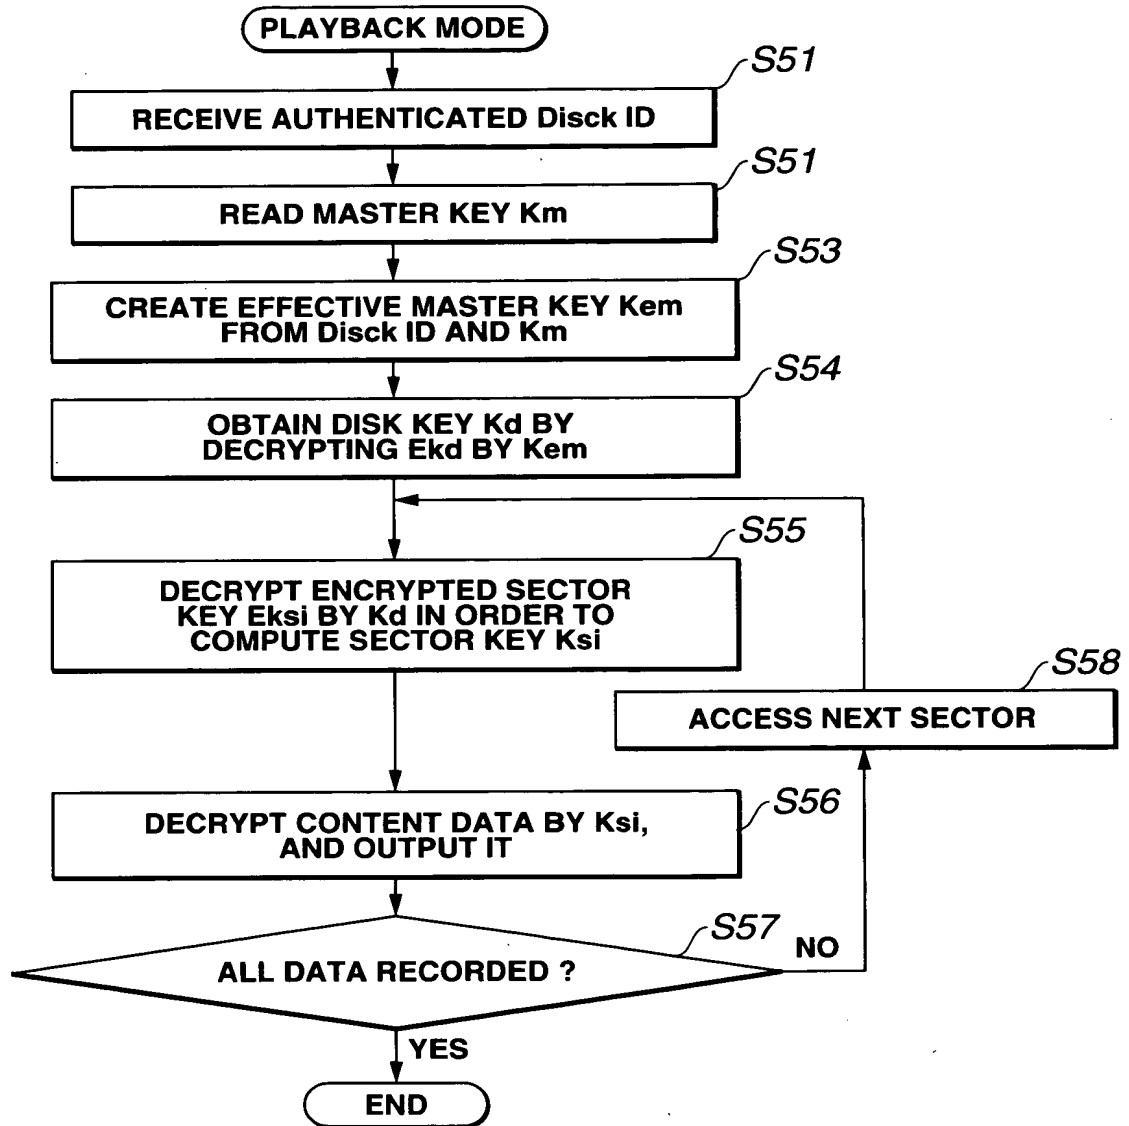 PLAYBACK MODE
S51
RECEIVE AUTHENTICATED Disck ID
S51
READ MASTER KEY Km
S53
CREATE EFFECTIVE MASTER KEY Kem
FROM Disck ID AND Km
S54
OBTAIN DISK KEY Kd BY
DECRYPTING Ekd BY Kem
S55
DECRYPT ENCRYPTED SECTOR
KEY Eksi BY Kd IN ORDER TO
COMPUTE SECTOR KEY Ksi
S58
ACCESS NEXT SECTOR
S56
DECRYPT CONTENT DATA BY Ksi,
AND OUTPUT IT
S57
NO
ALL DATA RECORDED ?
YES
END